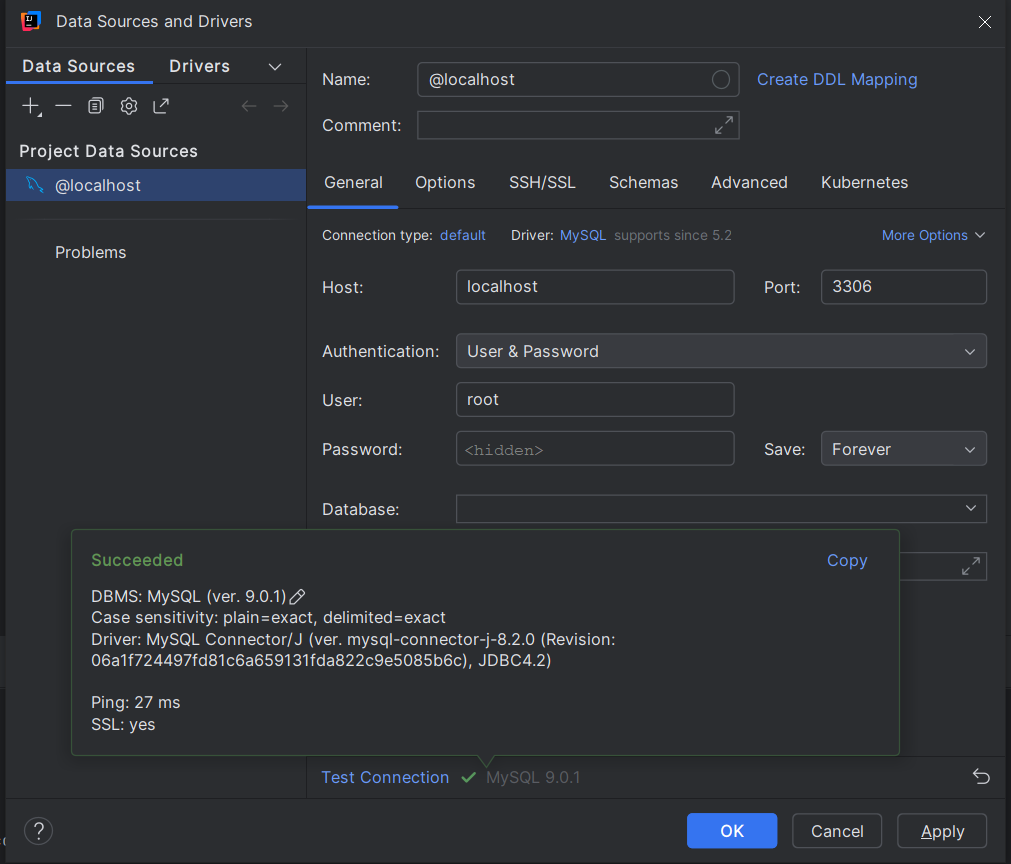 Data Sources and Drivers
Data Sources Drivers
Project Data Sources
@localhost
Problems
Name: @localhost Create DDL Mapping
Comment:
General Options SSH/SSL Schemas Advanced Kubernetes
Connection type: default Driver: MySQL supports since 5.2 More Options
Host: localhost Port: 3306
Authentication: User & Password
User: root
Password: <hidden> Save: Forever
Database:
Succeeded Copy
DBMS: MySQL (ver. 9.0.1)
Case sensitivity: plain=exact, delimited=exact
Driver: MySQL Connector/J (ver. mysql-connector-j-8.2.0 (Revision:
06a1f724497fd81c6a659131fda822c9e5085b6c), JDBC4.2)
Ping: 27 ms
SSL: yes
Test Connection MySQL 9.0.1
? OK Cancel Apply